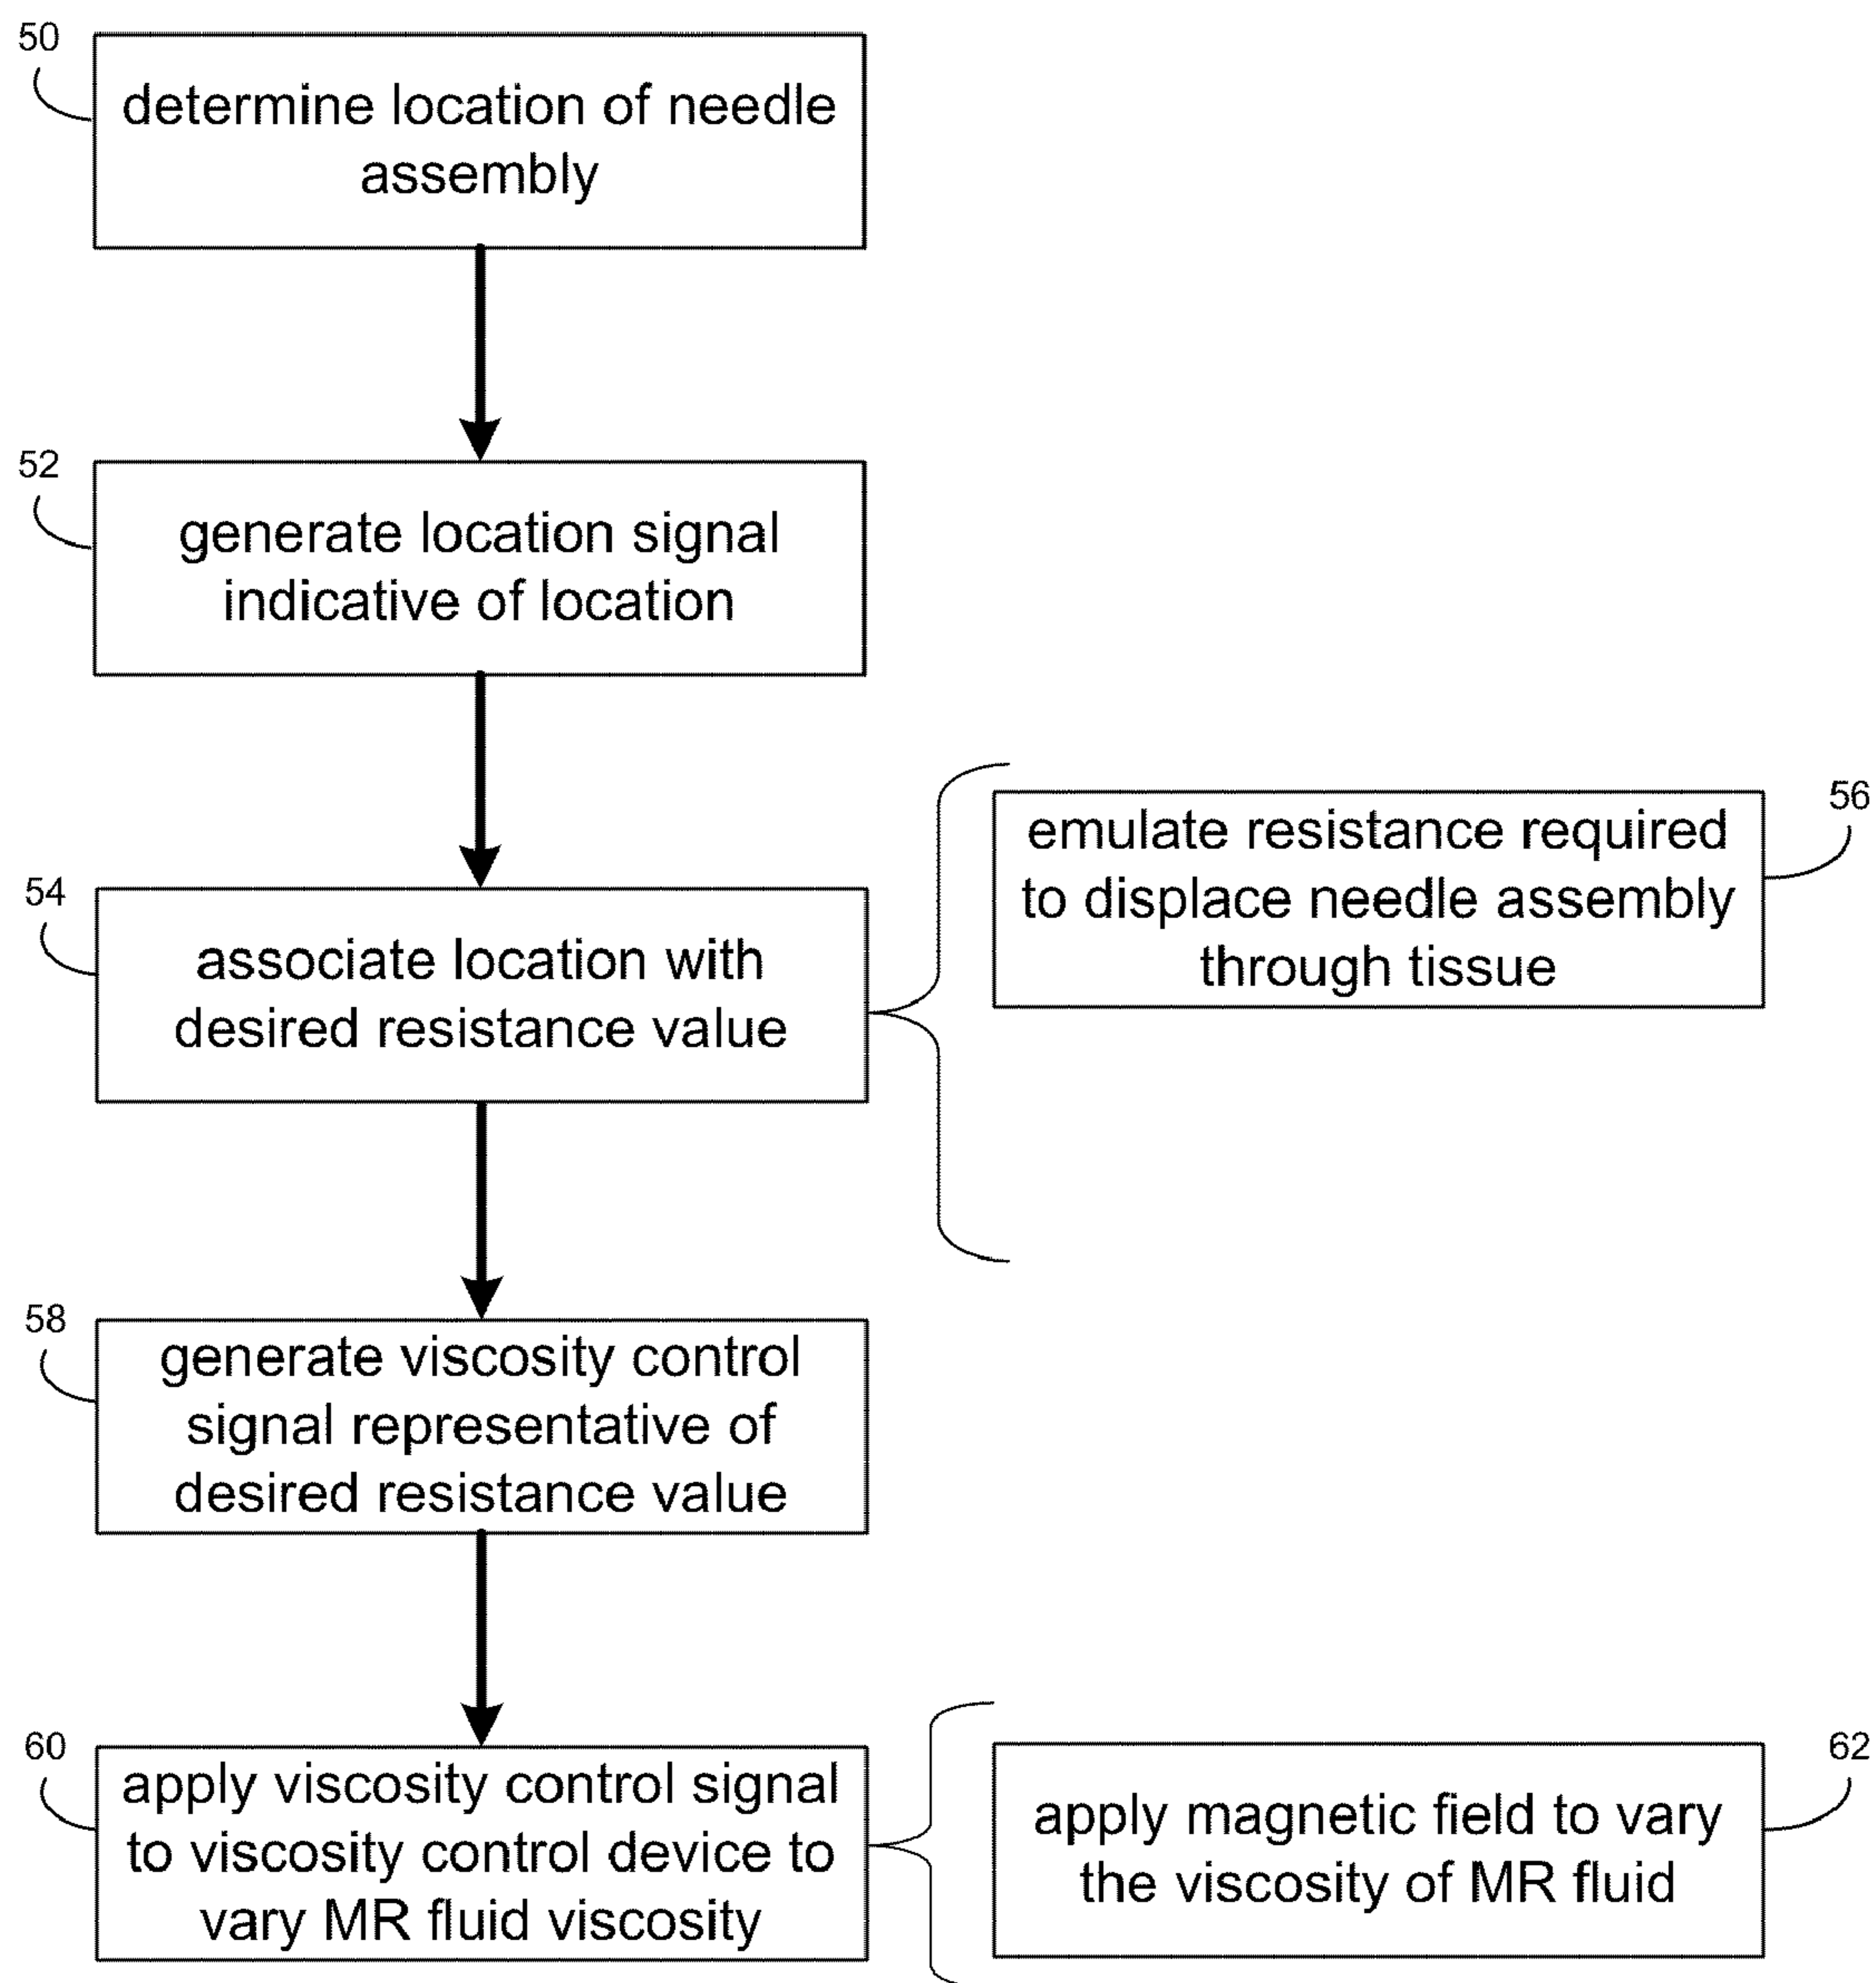 50
determine location of needle
assembly
52
generate location signal
indicative of location
54
associate location with
desired resistance value
56
emulate resistance required
to displace needle assembly
through tissue
58
generate viscosity control
signal representative of
desired resistance value
60
apply viscosity control signal
to viscosity control device to
vary MR fluid viscosity
62
apply magnetic field to vary
the viscosity of MR fluid